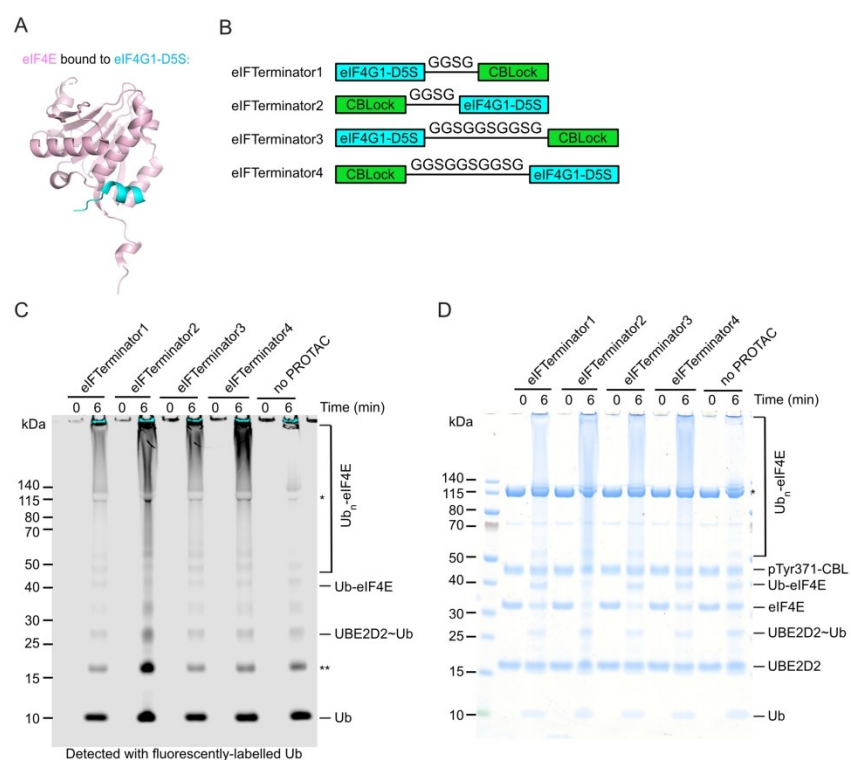 A
eIF4E bound to eIF4G1-D5S:
B
eIFTerminator1 eIF4G1-D5S GGSG CBLock
eIFTerminator2 CBLock GGSG eIF4G1-D5S
eIFTerminator3 eIF4G1-D5S GGSGGSGGSG CBLock
eIFTerminator4 CBLock GGSGGSGGSG eIF4G1-D5S
C
eIFTerminator1 eIFTerminator2 eIFTerminator3 eIFTerminator4 no PROTAC
0 6 0 6 0 6 0 6 0 6 Time (min)
kDa
140
115
80
70
50
40
30
25
15
10
Ubn-eIF4E
*
Ub-eIF4E
UBE2D2~Ub
**
Ub
Detected with fluorescently-labelled Ub
D
eIFTerminator1 eIFTerminator2 eIFTerminator3 eIFTerminator4 no PROTAC
0 6 0 6 0 6 0 6 0 6 Time (min)
kDa
140
115
80
70
50
40
30
25
15
10
Ubn-eIF4E
*
pTyr371-CBL
Ub-eIF4E
eIF4E
UBE2D2~Ub
UBE2D2
Ub